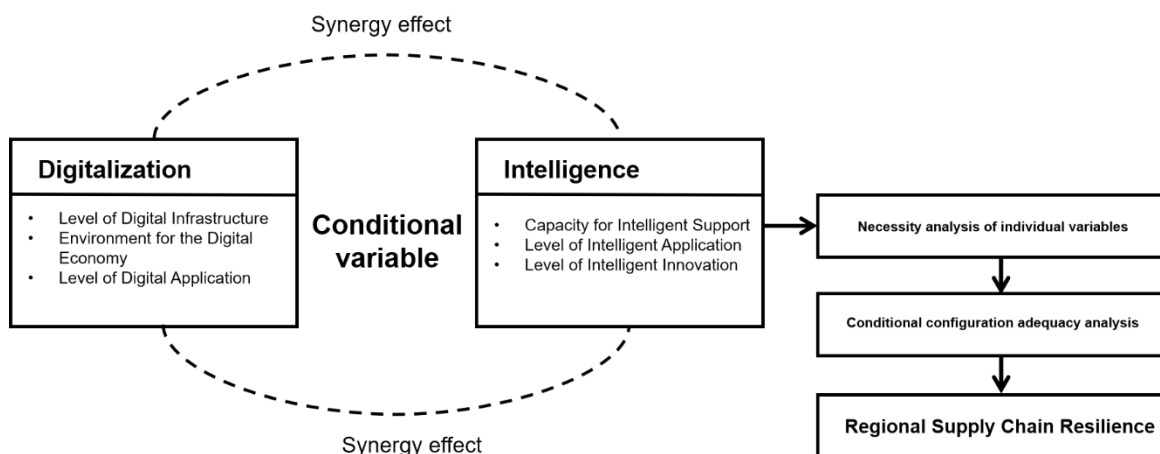 Synergy effect
Digitalization
• Level of Digital Infrastructure
• Environment for the Digital
Economy
• Level of Digital Application
Conditional
variable
Intelligence
• Capacity for Intelligent Support
• Level of Intelligent Application
• Level of Intelligent Innovation
Necessity analysis of individual variables
Conditional configuration adequacy analysis
Regional Supply Chain Resilience
Synergy effect